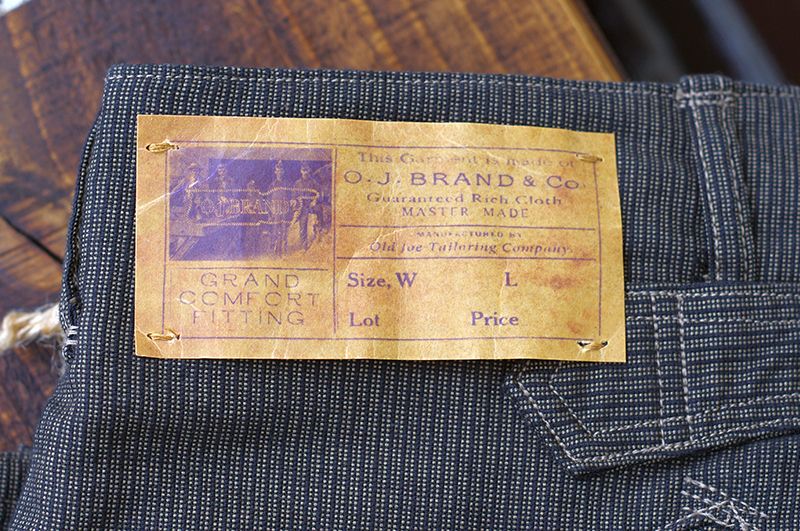 O.J.BRAND
GRAND
COMFORT
FITTING
This Garment is made of
O.J. BRAND & Co.
Guaranteed Rich Cloth
MASTER MADE
MANUFACTURED BY
Old Joe Tailoring Company.
Size, W L
Lot Price